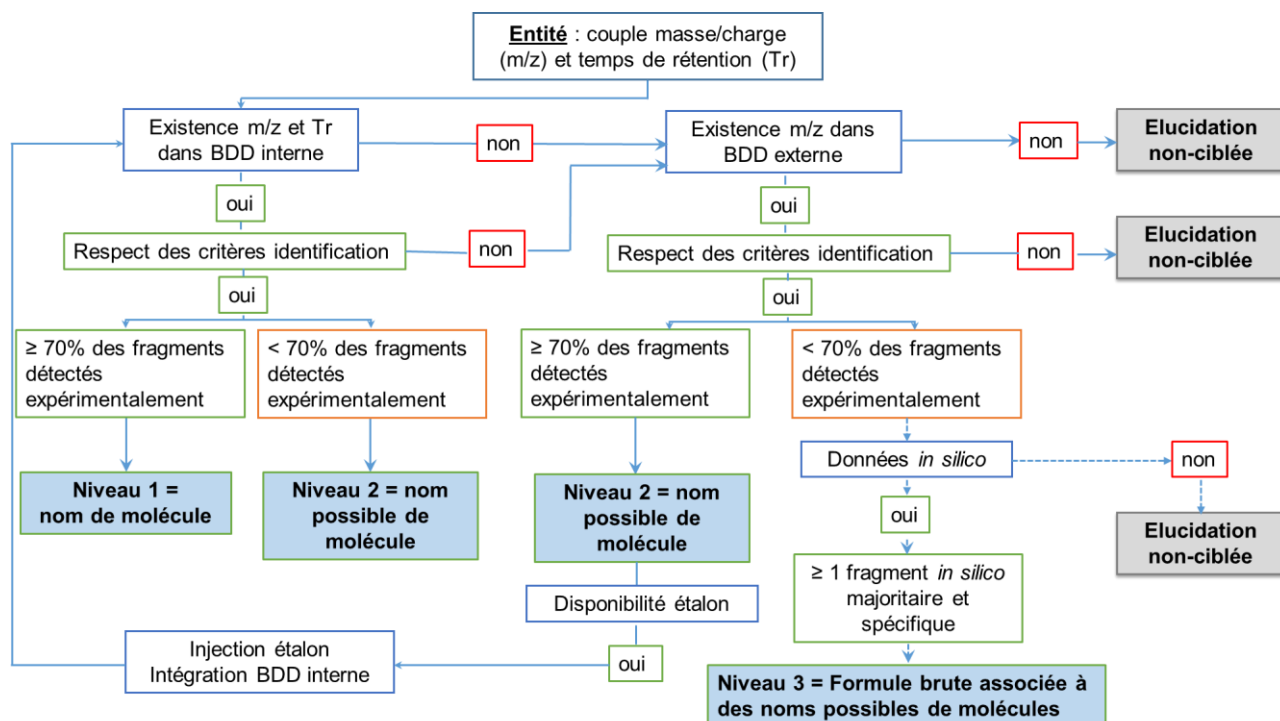 Entité : couple masse/charge
(m/z) et temps de rétention (Tr)
Existence m/z et Tr
dans BDD interne
non
Existence m/z dans
BDD externe
non
Elucidation
non-ciblée
oui
oui
Respect des critères identification
non
Respect des critères identification
non
Elucidation
non-ciblée
oui
oui
≥ 70% des fragments
détectés
expérimentalement
< 70% des fragments
détectés
expérimentalement
≥ 70% des fragments
détectés
expérimentalement
< 70% des fragments
détectés
expérimentalement
Niveau 1 =
nom de molécule
Niveau 2 = nom
possible de
molécule
Niveau 2 = nom
possible de
molécule
Données in silico
non
oui
Elucidation
non-ciblée
≥ 1 fragment in silico
majoritaire et
spécifique
Disponibilité étalon
oui
Injection étalon
Intégration BDD interne
Niveau 3 = Formule brute associée à
des noms possibles de molécules